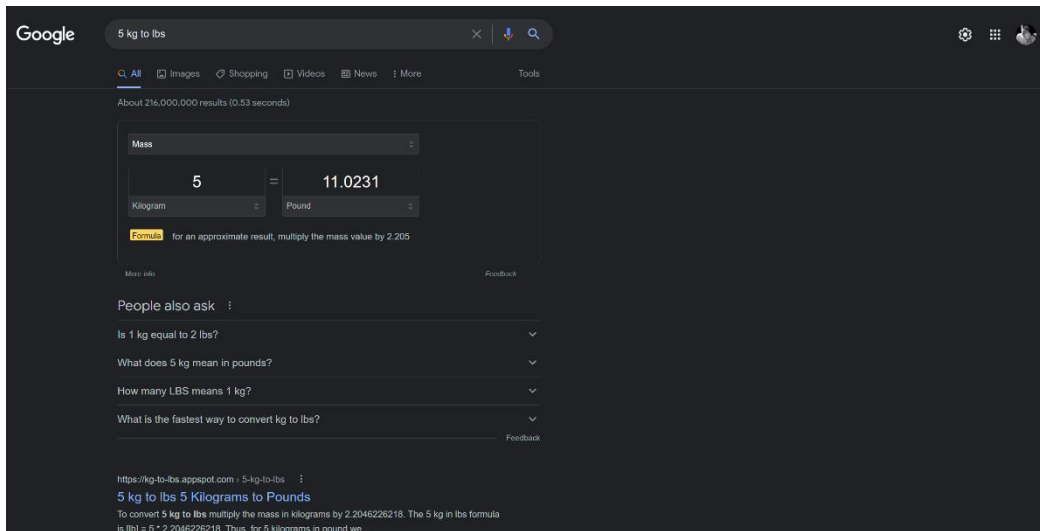 Google
5 kg to lbs
All Images Shopping Videos News More Tools
About 216,000,000 results (0.53 seconds)
Mass
5 = 11.0231
Kilogram Pound
Formula for an approximate result, multiply the mass value by 2.205
More info Feedback
People also ask
Is 1 kg equal to 2 lbs?
What does 5 kg mean in pounds?
How many LBS means 1 kg?
What is the fastest way to convert kg to lbs?
Feedback
https://kg-to-lbs.appspot.com › 5-kg-to-lbs
5 kg to lbs 5 Kilograms to Pounds
To convert 5 kg to lbs multiply the mass in kilograms by 2.2046226218. The 5 kg in lbs formula
is [lb] = 5 * 2.2046226218. Thus, for 5 kilograms in pound we